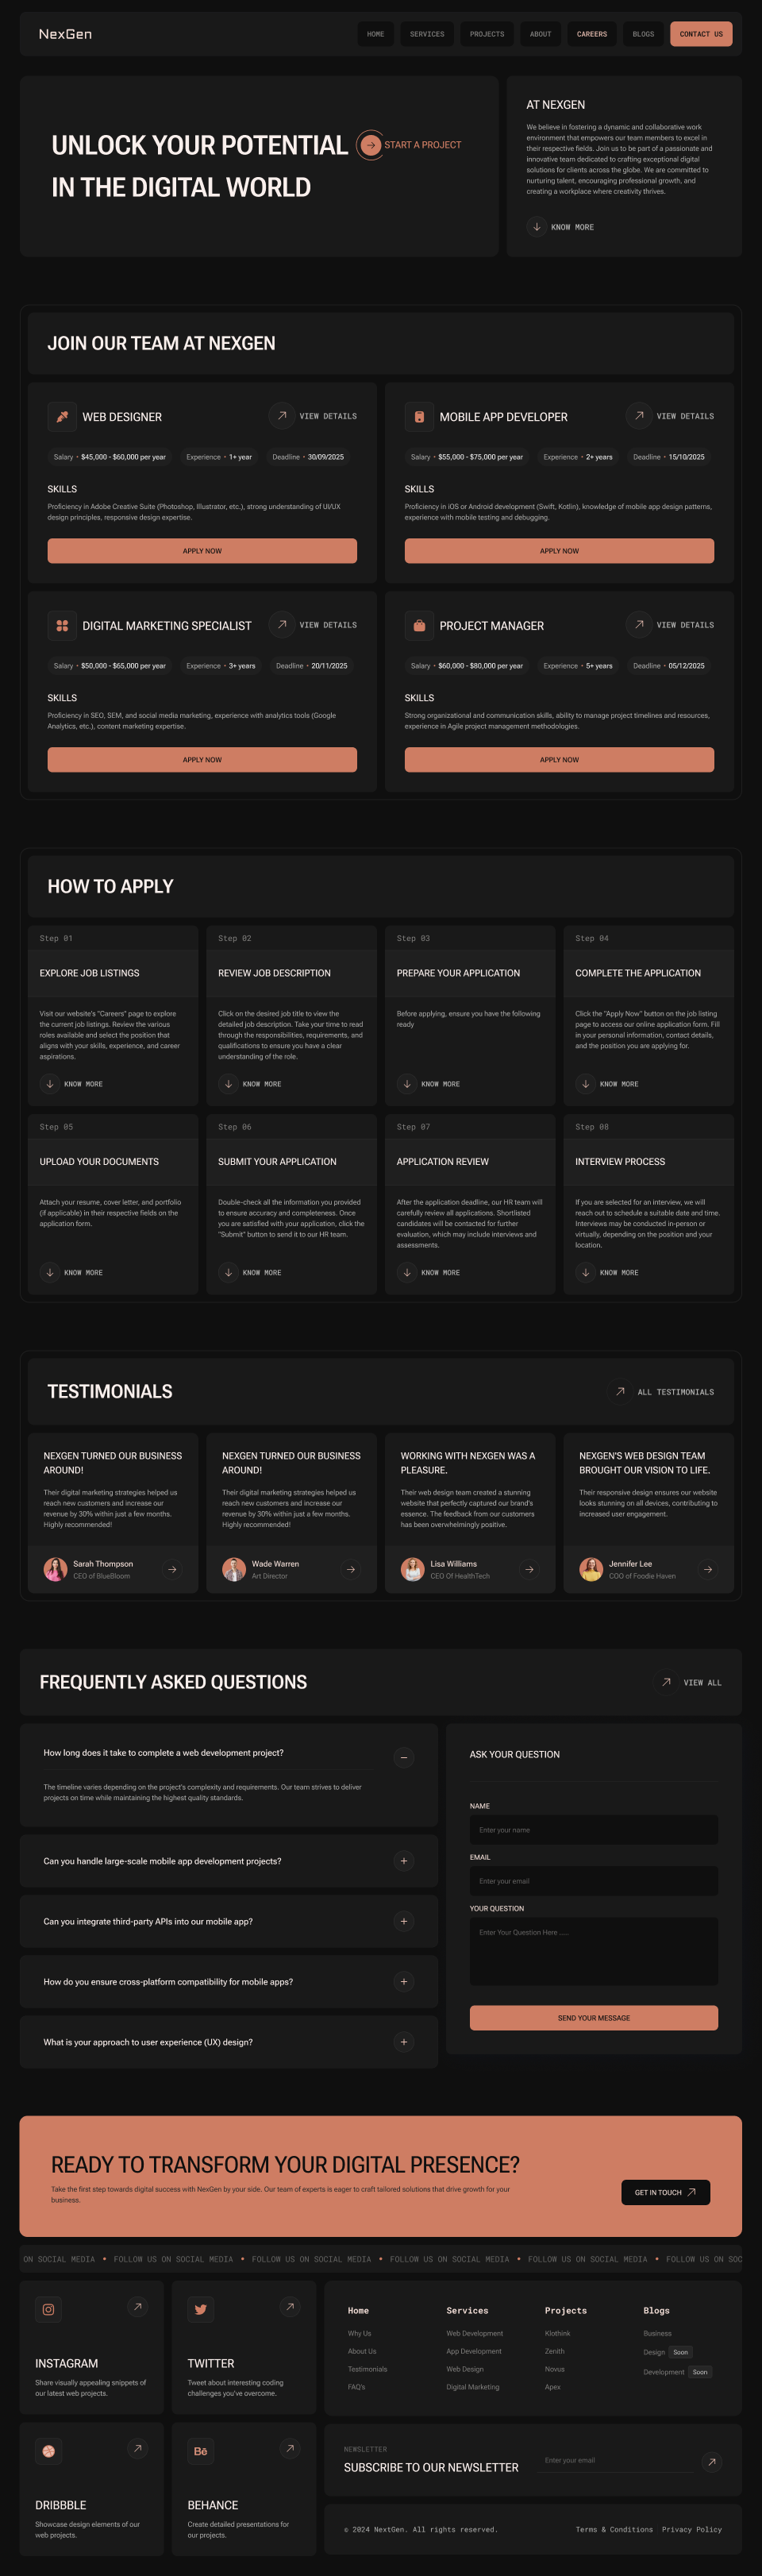 NexGen
HOME
SERVICES
PROJECTS
ABOUT
CAREERS
BLOGS
CONTACT US
UNLOCK YOUR POTENTIAL
START A PROJECT
IN THE DIGITAL WORLD
AT NEXGEN
We believe in fostering a dynamic and collaborative work
environment that empowers our team members to excel in
their respective fields. Join us to be part of a passionate and
innovative team dedicated to crafting exceptional digital
solutions for clients across the globe. We are committed to
nurturing talent, encouraging professional growth, and
creating a workplace where creativity thrives.
KNOW MORE
JOIN OUR TEAM AT NEXGEN
WEB DESIGNER
VIEW DETAILS
Salary • $45,000 - $60,000 per year
Experience • 1+ year
Deadline • 30/09/2025
SKILLS
Proficiency in Adobe Creative Suite (Photoshop, Illustrator, etc.), strong understanding of UI/UX
design principles, responsive design expertise.
APPLY NOW
MOBILE APP DEVELOPER
VIEW DETAILS
Salary • $55,000 - $75,000 per year
Experience • 2+ years
Deadline • 15/10/2025
SKILLS
Proficiency in iOS or Android development (Swift, Kotlin), knowledge of mobile app design patterns,
experience with mobile testing and debugging.
APPLY NOW
DIGITAL MARKETING SPECIALIST
VIEW DETAILS
Salary • $50,000 - $65,000 per year
Experience • 3+ years
Deadline • 20/11/2025
SKILLS
Proficiency in SEO, SEM, and social media marketing, experience with analytics tools (Google
Analytics, etc.), content marketing expertise.
APPLY NOW
PROJECT MANAGER
VIEW DETAILS
Salary • $60,000 - $80,000 per year
Experience • 5+ years
Deadline • 05/12/2025
SKILLS
Strong organizational and communication skills, ability to manage project timelines and resources,
experience in Agile project management methodologies.
APPLY NOW
HOW TO APPLY
Step 01
EXPLORE JOB LISTINGS
Visit our website's "Careers" page to explore
the current job listings. Review the various
roles available and select the position that
aligns with your skills, experience, and career
aspirations.
KNOW MORE
Step 02
REVIEW JOB DESCRIPTION
Click on the desired job title to view the
detailed job description. Take your time to read
through the responsibilities, requirements, and
qualifications to ensure you have a clear
understanding of the role.
KNOW MORE
Step 03
PREPARE YOUR APPLICATION
Before applying, ensure you have the following
ready
KNOW MORE
Step 04
COMPLETE THE APPLICATION
Click the "Apply Now" button on the job listing
page to access our online application form. Fill
in your personal information, contact details,
and the position you are applying for.
KNOW MORE
Step 05
UPLOAD YOUR DOCUMENTS
Attach your resume, cover letter, and portfolio
(if applicable) in their respective fields on the
application form.
KNOW MORE
Step 06
SUBMIT YOUR APPLICATION
Double-check all the information you provided
to ensure accuracy and completeness. Once
you are satisfied with your application, click the
"Submit" button to send it to our HR team.
KNOW MORE
Step 07
APPLICATION REVIEW
After the application deadline, our HR team will
carefully review all applications. Shortlisted
candidates will be contacted for further
evaluation, which may include interviews and
assessments.
KNOW MORE
Step 08
INTERVIEW PROCESS
If you are selected for an interview, we will
reach out to schedule a suitable date and time.
Interviews may be conducted in-person or
virtually, depending on the position and your
location.
KNOW MORE
TESTIMONIALS
ALL TESTIMONIALS
NEXGEN TURNED OUR BUSINESS
AROUND!
Their digital marketing strategies helped us
reach new customers and increase our
revenue by 30% within just a few months.
Highly recommended!
Sarah Thompson
CEO of BlueBloom
NEXGEN TURNED OUR BUSINESS
AROUND!
Their digital marketing strategies helped us
reach new customers and increase our
revenue by 30% within just a few months.
Highly recommended!
Wade Warren
Art Director
WORKING WITH NEXGEN WAS A
PLEASURE.
Their web design team created a stunning
website that perfectly captured our brand's
essence. The feedback from our customers
has been overwhelmingly positive.
Lisa Williams
CEO Of HealthTech
NEXGEN'S WEB DESIGN TEAM
BROUGHT OUR VISION TO LIFE.
Their responsive design ensures our website
looks stunning on all devices, contributing to
increased user engagement.
Jennifer Lee
COO of Foodie Haven
FREQUENTLY ASKED QUESTIONS
VIEW ALL
How long does it take to complete a web development project?
The timeline varies depending on the project's complexity and requirements. Our team strives to deliver
projects on time while maintaining the highest quality standards.
Can you handle large-scale mobile app development projects?
Can you integrate third-party APIs into our mobile app?
How do you ensure cross-platform compatibility for mobile apps?
What is your approach to user experience (UX) design?
ASK YOUR QUESTION
NAME
Enter your name
EMAIL
Enter your email
YOUR QUESTION
Enter Your Question Here .....
SEND YOUR MESSAGE
READY TO TRANSFORM YOUR DIGITAL PRESENCE?
Take the first step towards digital success with NexGen by your side. Our team of experts is eager to craft tailored solutions that drive growth for your
business.
GET IN TOUCH
ON SOCIAL MEDIA • FOLLOW US ON SOCIAL MEDIA • FOLLOW US ON SOCIAL MEDIA • FOLLOW US ON SOCIAL MEDIA • FOLLOW US ON SOCIAL MEDIA • FOLLOW US ON SOC
INSTAGRAM
Share visually appealing snippets of
our latest web projects.
TWITTER
Tweet about interesting coding
challenges you've overcome.
DRIBBBLE
Showcase design elements of our
web projects.
Bē
BEHANCE
Create detailed presentations for
our projects.
Home
Why Us
About Us
Testimonials
FAQ's
Services
Web Development
App Development
Web Design
Digital Marketing
Projects
Klothink
Zenith
Novus
Apex
Blogs
Business
Design Soon
Development Soon
NEWSLETTER
SUBSCRIBE TO OUR NEWSLETTER
Enter your email
© 2024 NextGen. All rights reserved.
Terms & Conditions
Privacy Policy